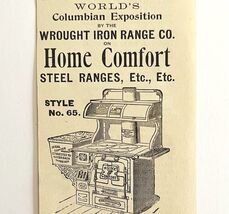 WORLD'S
Columbian Exposition
BY THE
WROUGHT IRON RANGE CO.
ON
Home Comfort
STEEL RANGES, Etc., Etc.
STYLE
No. 65.